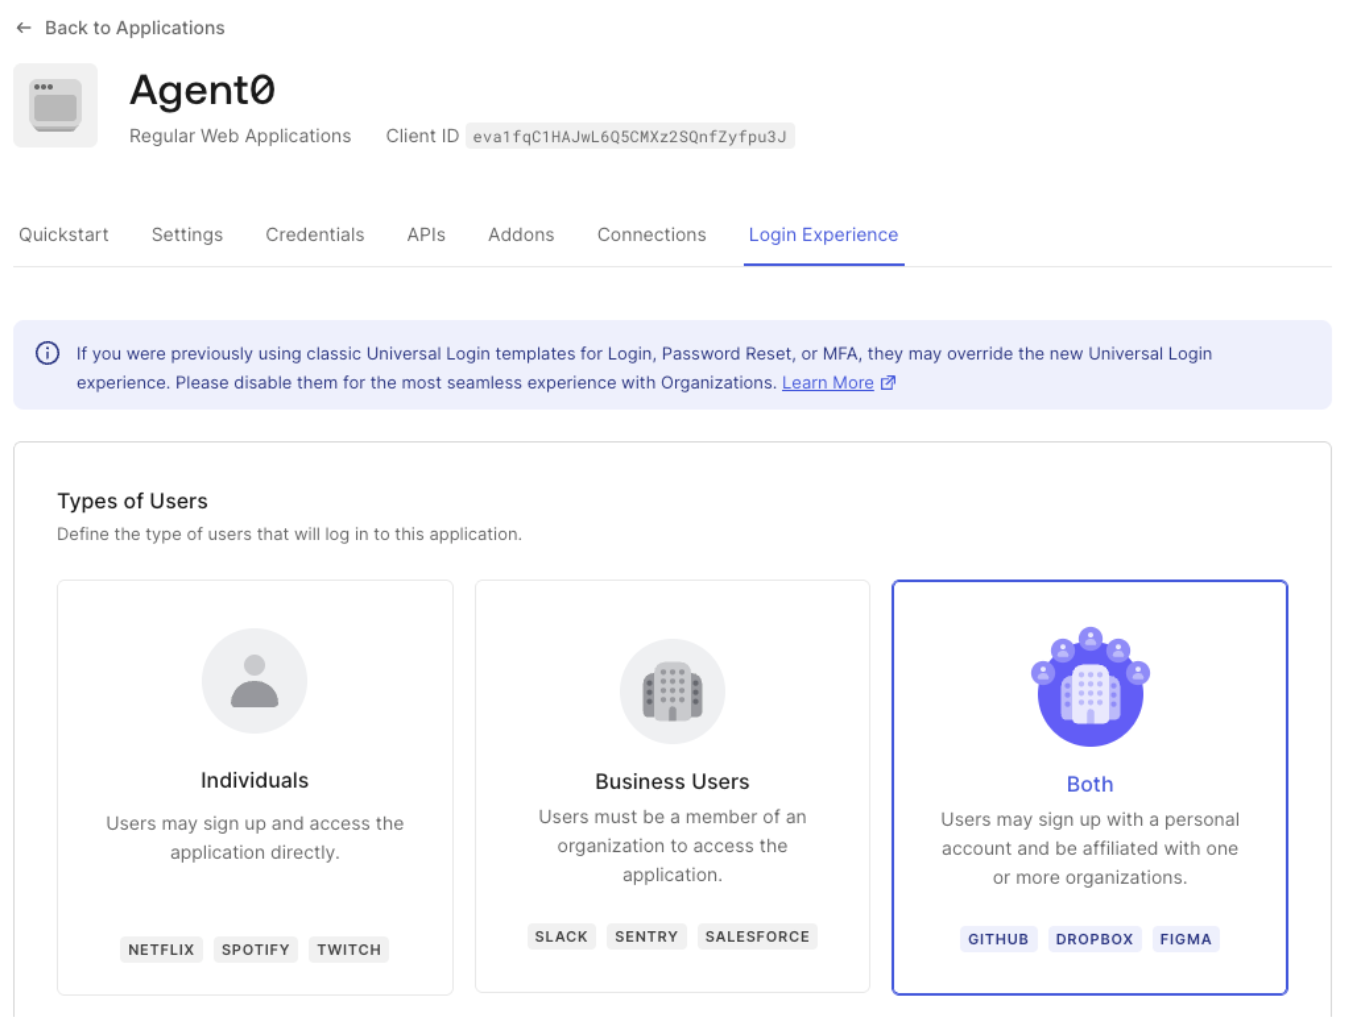 Back to Applications
Agent0
Regular Web Applications
Client ID eva1fqC1HAJwL6Q5CMXz2SQnfZyfpu3J
Quickstart
Settings
Credentials
APIs
Addons
Connections
Login Experience
If you were previously using classic Universal Login templates for Login, Password Reset, or MFA, they may override the new Universal Login
experience. Please disable them for the most seamless experience with Organizations. Learn More
Types of Users
Define the type of users that will log in to this application.
Individuals
Users may sign up and access the
application directly.
NETFLIX
SPOTIFY
TWITCH
Business Users
Users must be a member of an
organization to access the
application.
SLACK
SENTRY
SALESFORCE
Both
Users may sign up with a personal
account and be affiliated with one
or more organizations.
GITHUB
DROPBOX
FIGMA